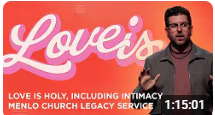 Love is
LOVE IS HOLY, INCLUDING INTIMACY
MENLO CHURCH LEGACY SERVICE
1:15:01